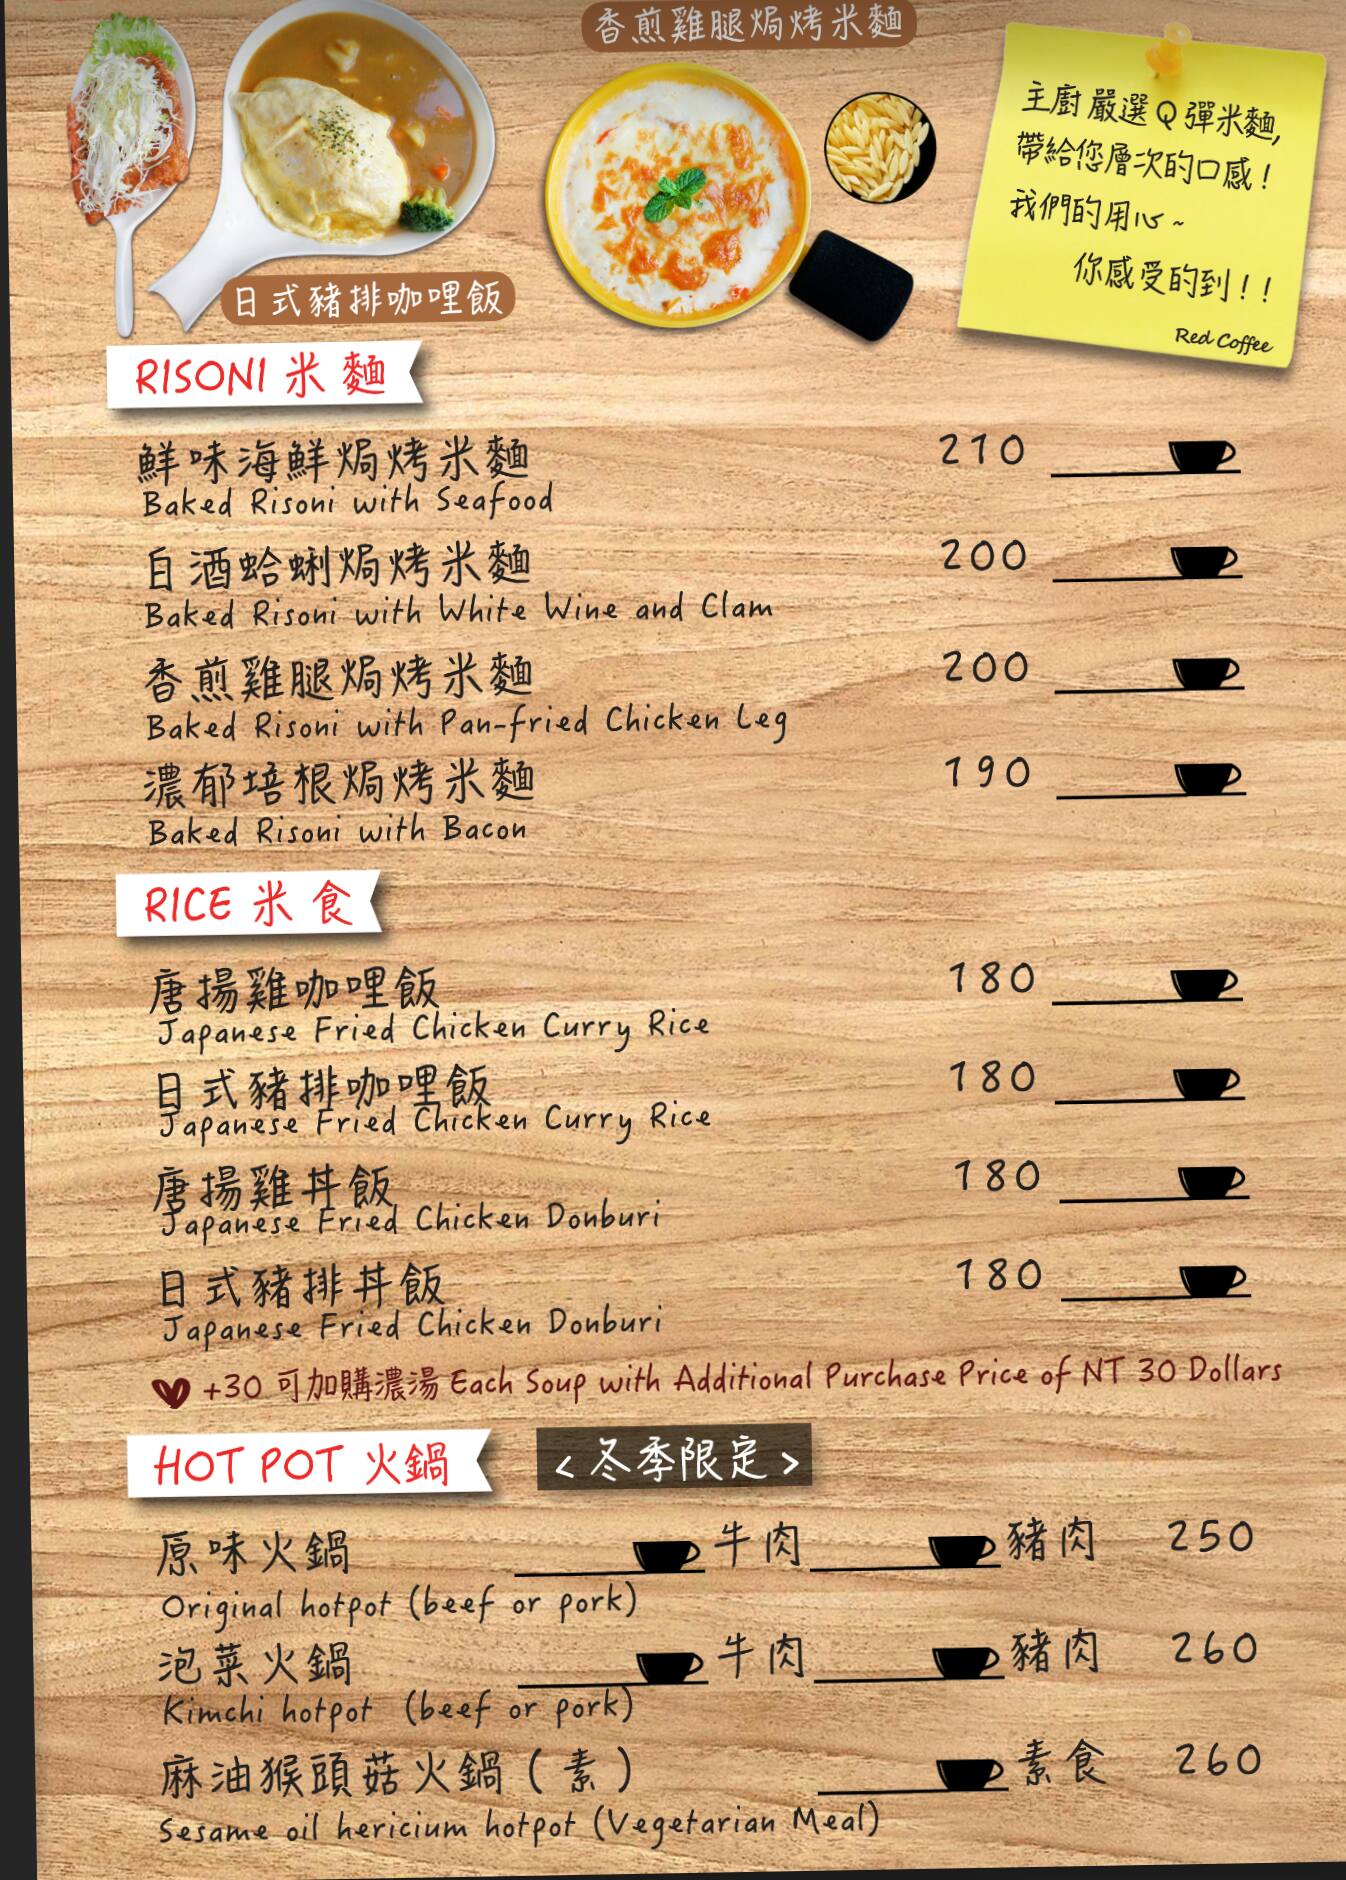 香煎雞腿焗烤米麵
主廚嚴選Q彈米麵,
帶給您層次的口感!
我們的用心~
你感受的到!!
Red Coffee
日式豬排咖哩飯
RISONI 米麵
鮮味海鮮焗烤米麵 210
Baked Risoni with Seafood
白酒蛤蜊焗烤米麵 200
Baked Risoni with White Wine and Clam
香煎雞腿焗烤米麵 200
Baked Risoni with Pan-fried Chicken Leg
濃郁培根焗烤米麵 190
Baked Risoni with Bacon
RICE 米食
唐揚雞咖哩飯 180
Japanese Fried Chicken Curry Rice
日式豬排咖哩飯 180
Japanese Fried Chicken Curry Rice
唐揚雞丼飯 180
Japanese Fried Chicken Donburi
日式豬排丼飯 180
Japanese Fried Chicken Donburi
+30 可加購濃湯 Each Soup with Additional Purchase Price of NT 30 Dollars
HOT POT 火鍋 <冬季限定>
原味火鍋 牛肉 豬肉 250
Original hotpot (beef or pork)
泡菜火鍋 牛肉 豬肉 260
Kimchi hotpot (beef or pork)
麻油猴頭菇火鍋(素) 素食 260
Sesame oil hericium hotpot (Vegetarian Meal)